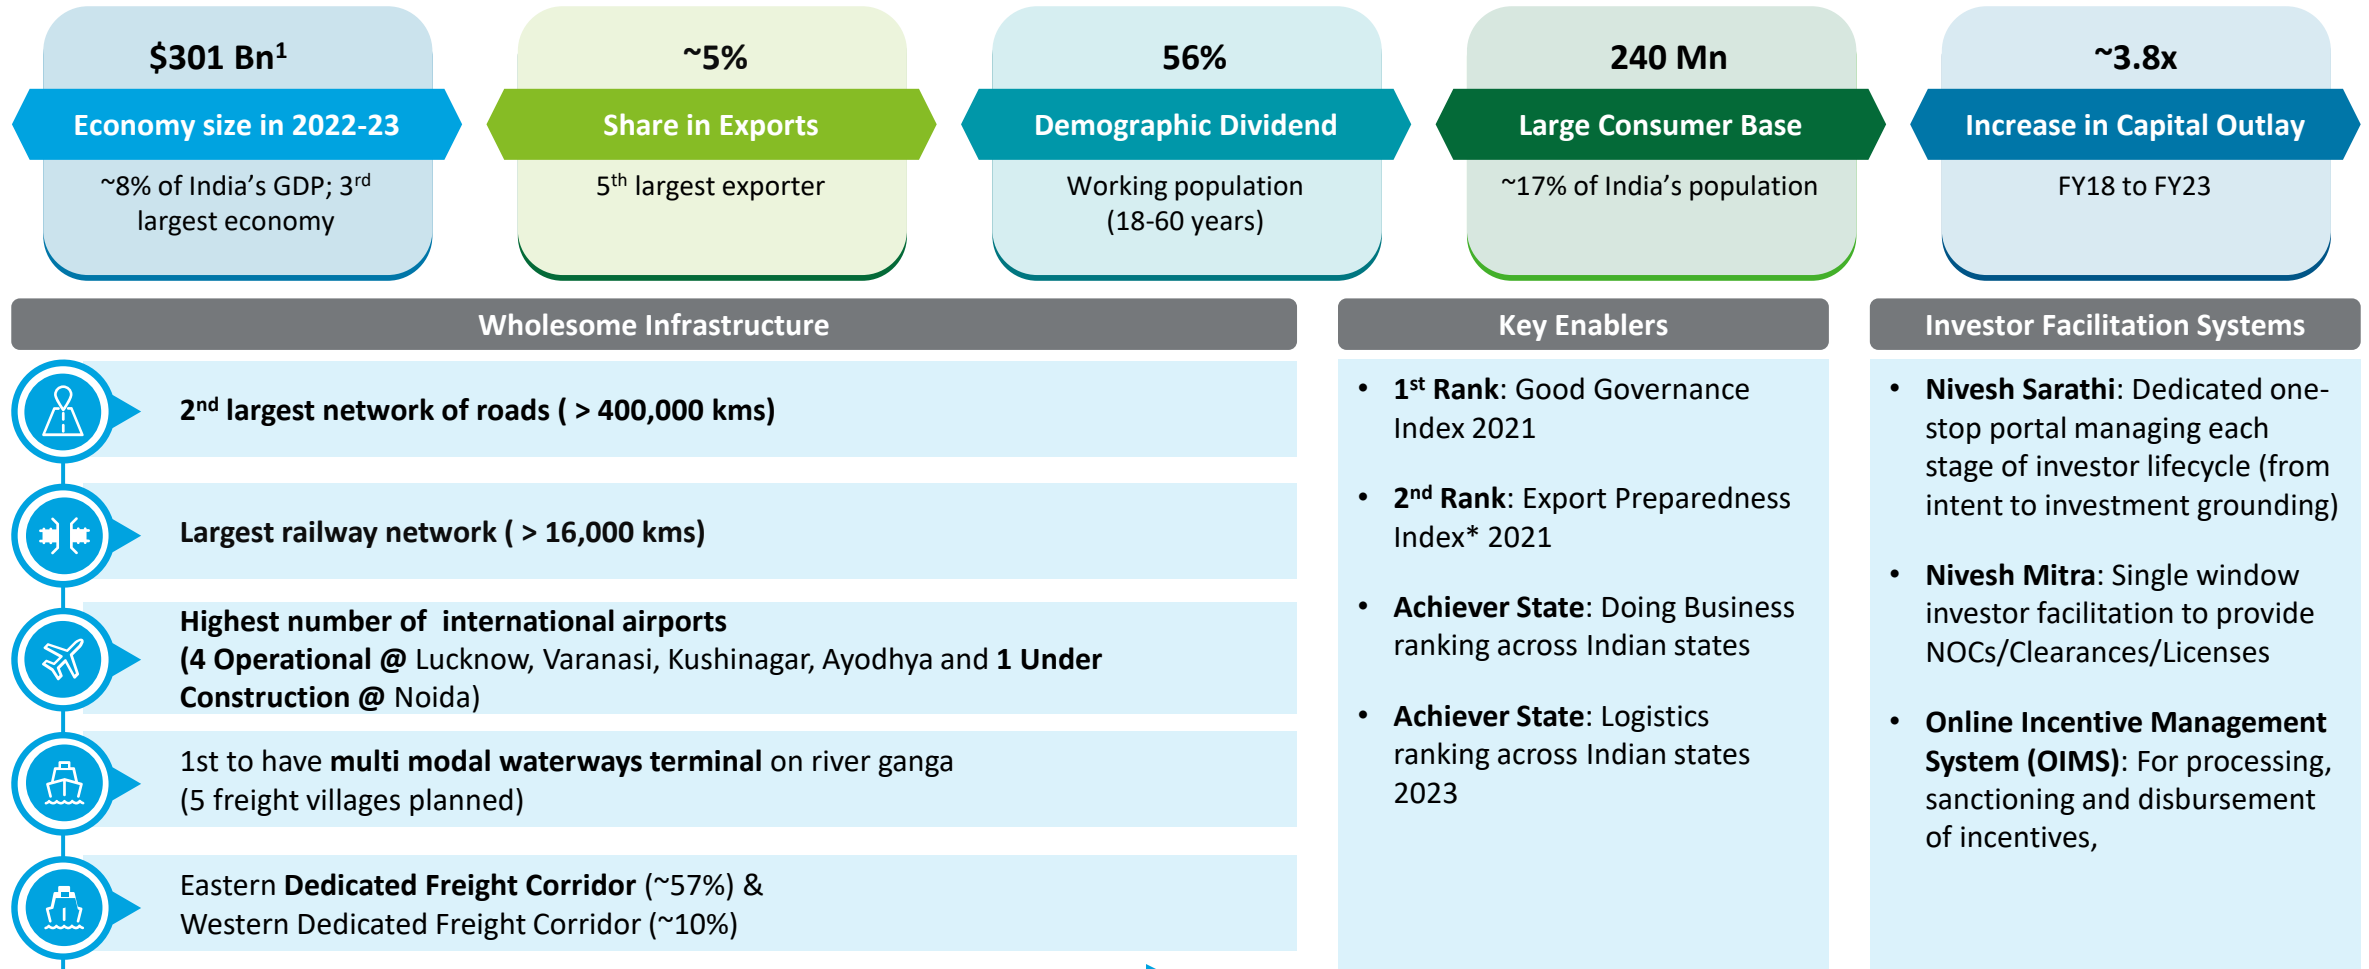 $301 Bn¹
Economy size in 2022-23
~8% of India’s GDP; 3rd
largest economy
~5%
Share in Exports
5th largest exporter
56%
Demographic Dividend
Working population
(18-60 years)
240 Mn
Large Consumer Base
~17% of India’s population
~3.8x
Increase in Capital Outlay
FY18 to FY23
Wholesome Infrastructure
2nd largest network of roads ( > 400,000 kms)
Largest railway network ( > 16,000 kms)
Highest number of international airports
(4 Operational @ Lucknow, Varanasi, Kushinagar, Ayodhya and 1 Under
Construction @ Noida)
1st to have multi modal waterways terminal on river ganga
(5 freight villages planned)
Eastern Dedicated Freight Corridor (~57%) &
Western Dedicated Freight Corridor (~10%)
Key Enablers
• 1st Rank: Good Governance
Index 2021
• 2nd Rank: Export Preparedness
Index* 2021
• Achiever State: Doing Business
ranking across Indian states
• Achiever State: Logistics
ranking across Indian states
2023
Investor Facilitation Systems
• Nivesh Sarathi: Dedicated one-
stop portal managing each
stage of investor lifecycle (from
intent to investment grounding)
• Nivesh Mitra: Single window
investor facilitation to provide
NOCs/Clearances/Licenses
• Online Incentive Management
System (OIMS): For processing,
sanctioning and disbursement
of incentives,